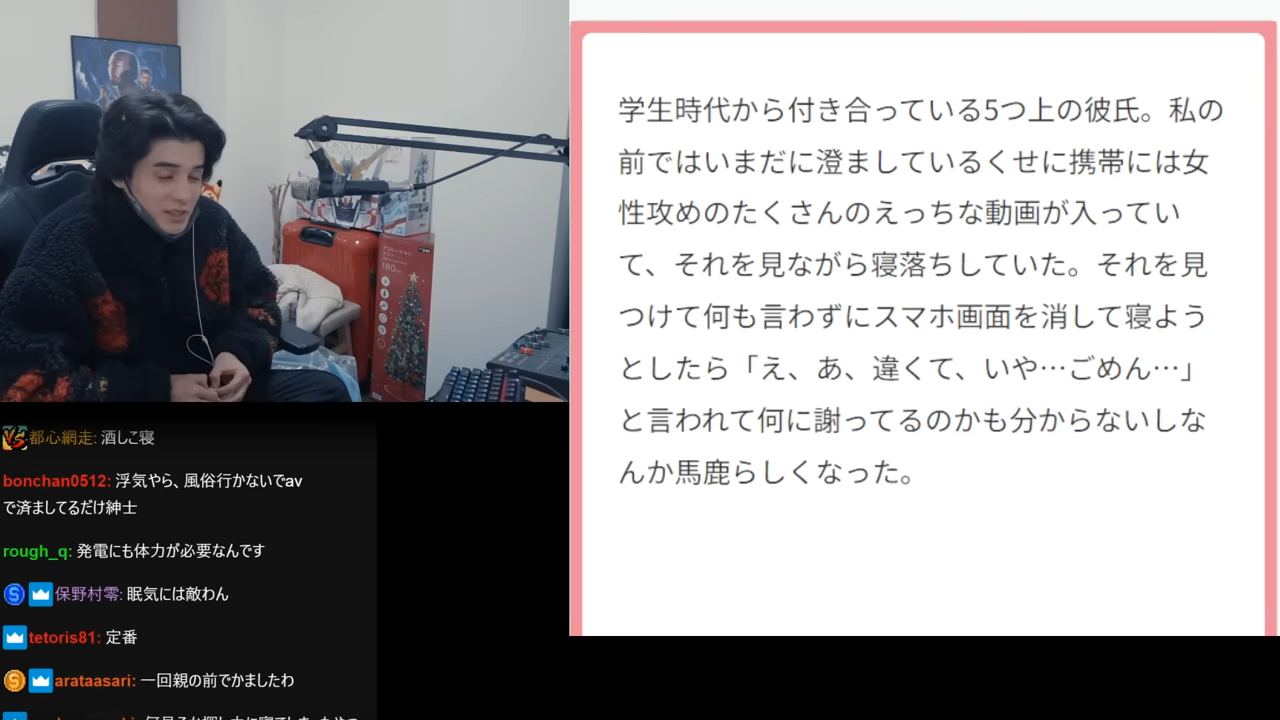 学生時代から付き合っている5つ上の彼氏。私の
前ではいまだに澄ましているくせに携帯には女
性攻めのたくさんのえっちな動画が入ってい
て、それを見ながら寝落ちしていた。それを見
つけて何も言わずにスマホ画面を消して寝よう
としたら「え、あ、違くて、いや…ごめん…」
と言われて何に謝ってるのかも分からないしな
んか馬鹿らしくなった。
180
都心網走: 酒しこ寝
bonchan0512: 浮気やら、風俗行かないでav
で済ましてるだけ紳士
rough_q: 発電にも体力が必要なんです
保野村零: 眠気には敵わん
tetoris81: 定番
arataasari: 一回親の前でかましたわ